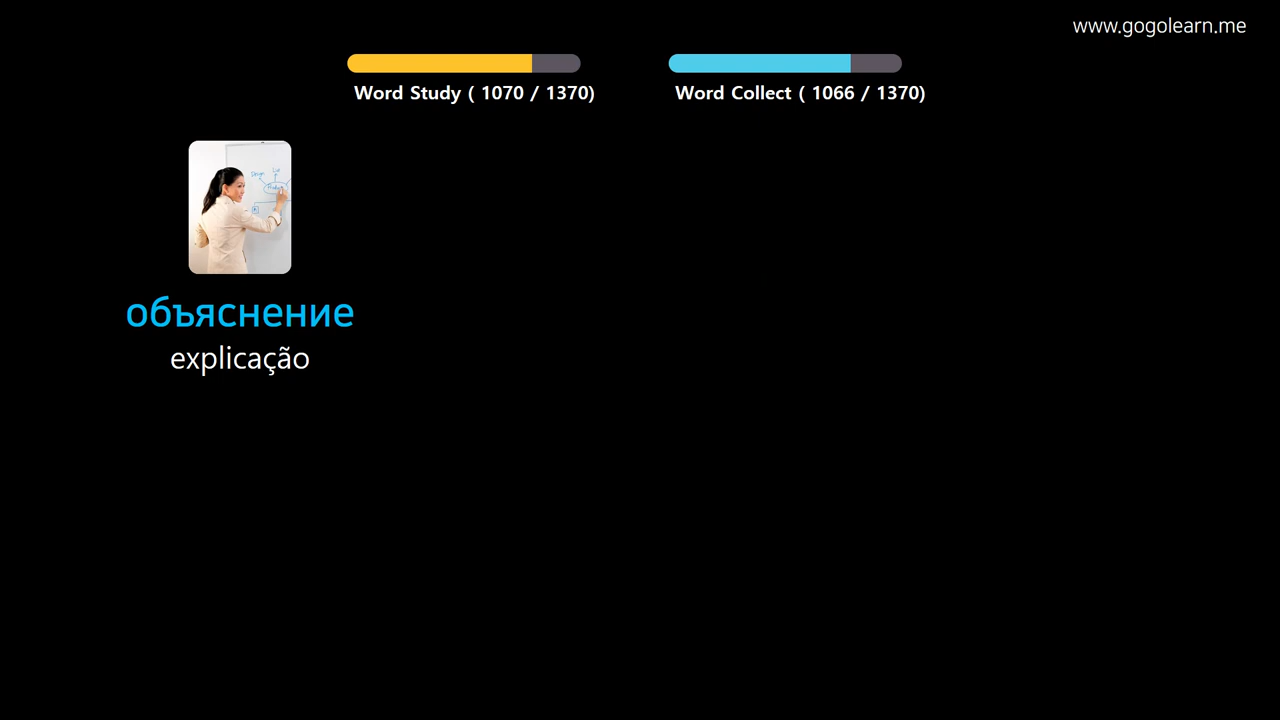 www.gogolearn.me
Word Study ( 1070 / 1370)
Word Collect ( 1066 / 1370)
объяснение
explicação